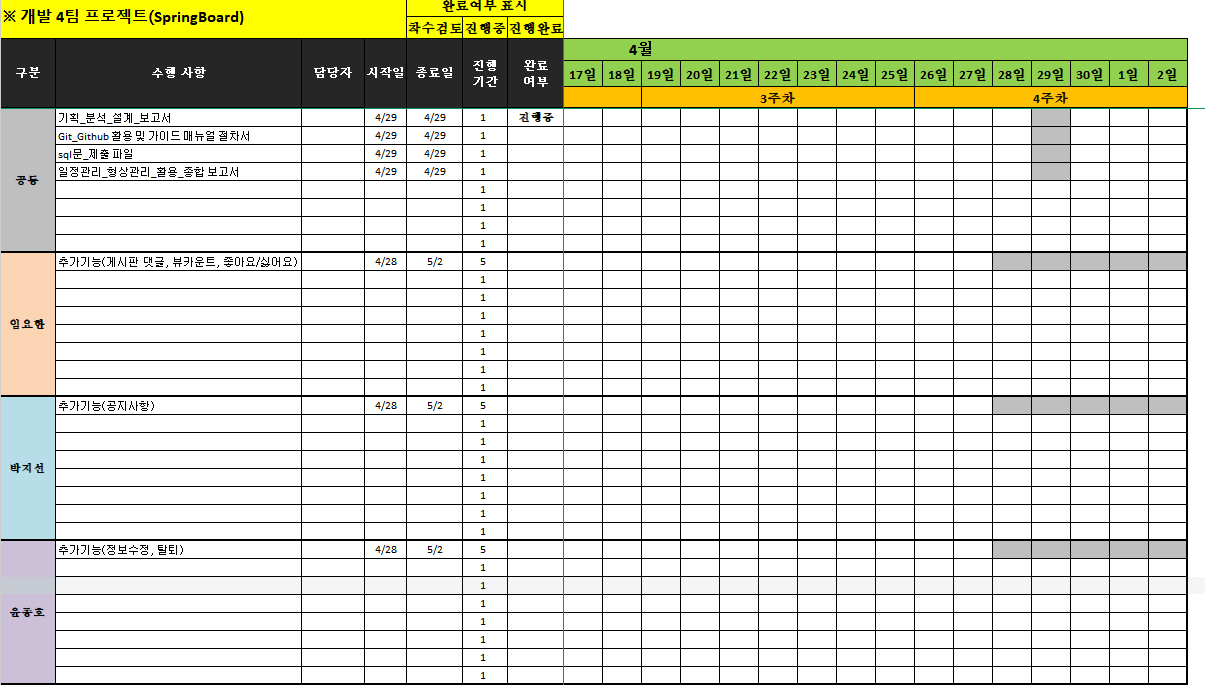 ※ 개발 4팀 프로젝트(SpringBoard)
완료여부 표시
착수검토 진행중 진행완료
구분 수행 사항 담당자 시작일 종료일 진행 기간 완료 여부
4월
17일 18일 19일 20일 21일 22일 23일 24일 25일 26일 27일 28일 29일 30일 1일 2일
3주차 4주차
공통
기획_분석_설계_보고서 4/29 4/29 1 진행중
Git_Github 활용 및 가이드 매뉴얼 절차서 4/29 4/29 1
sql문_제출 파일 4/29 4/29 1
일정관리_형상관리_활용_종합 보고서 4/29 4/29 1
1
1
1
1
임요한
추가기능(게시판 댓글, 뷰카운트, 좋아요/싫어요) 4/28 5/2 5
1
1
1
1
1
1
1
박지선
추가기능(공지사항) 4/28 5/2 5
1
1
1
1
1
1
1
윤종호
추가기능(정보수정, 탈퇴) 4/28 5/2 5
1
1
1
1
1
1
1